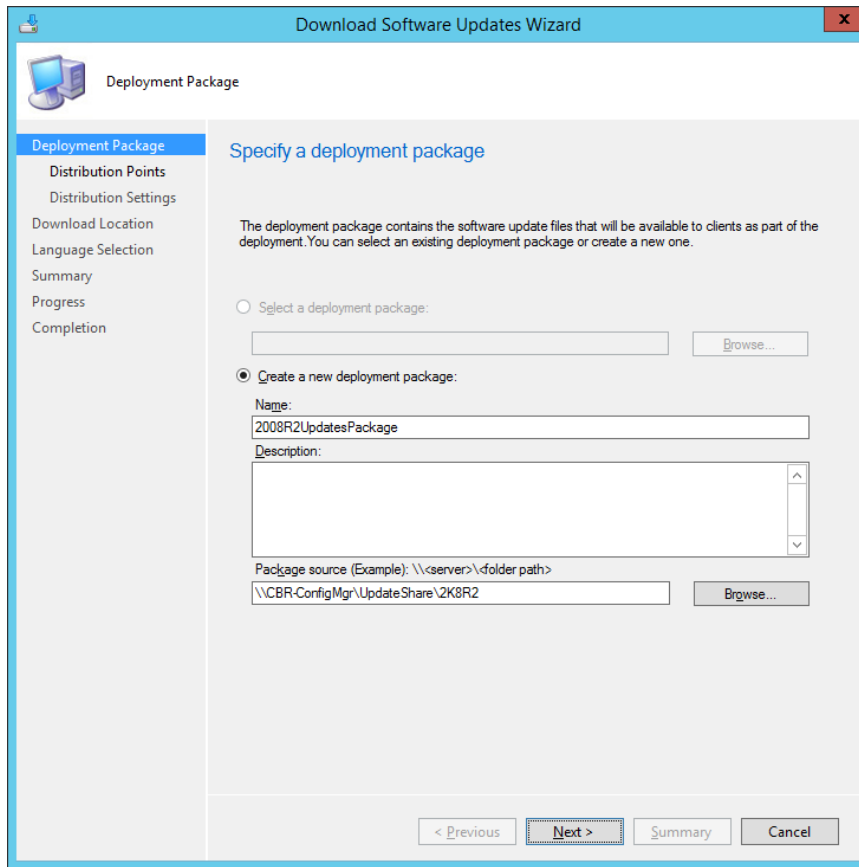 Download Software Updates Wizard
x
Deployment Package
Deployment Package
Distribution Points
Distribution Settings
Download Location
Language Selection
Summary
Progress
Completion
Specify a deployment package
The deployment package contains the software update files that will be available to clients as part of the
deployment.You can select an existing deployment package or create a new one.
Select a deployment package:
Browse...
Create a new deployment package:
Name:
2008R2UpdatesPackage
Description:
Package source (Example): \\<server>\<folder path>
\\CBR-ConfigMgr\UpdateShare\2K8R2
Browse...
< Previous
Next >
Summary
Cancel